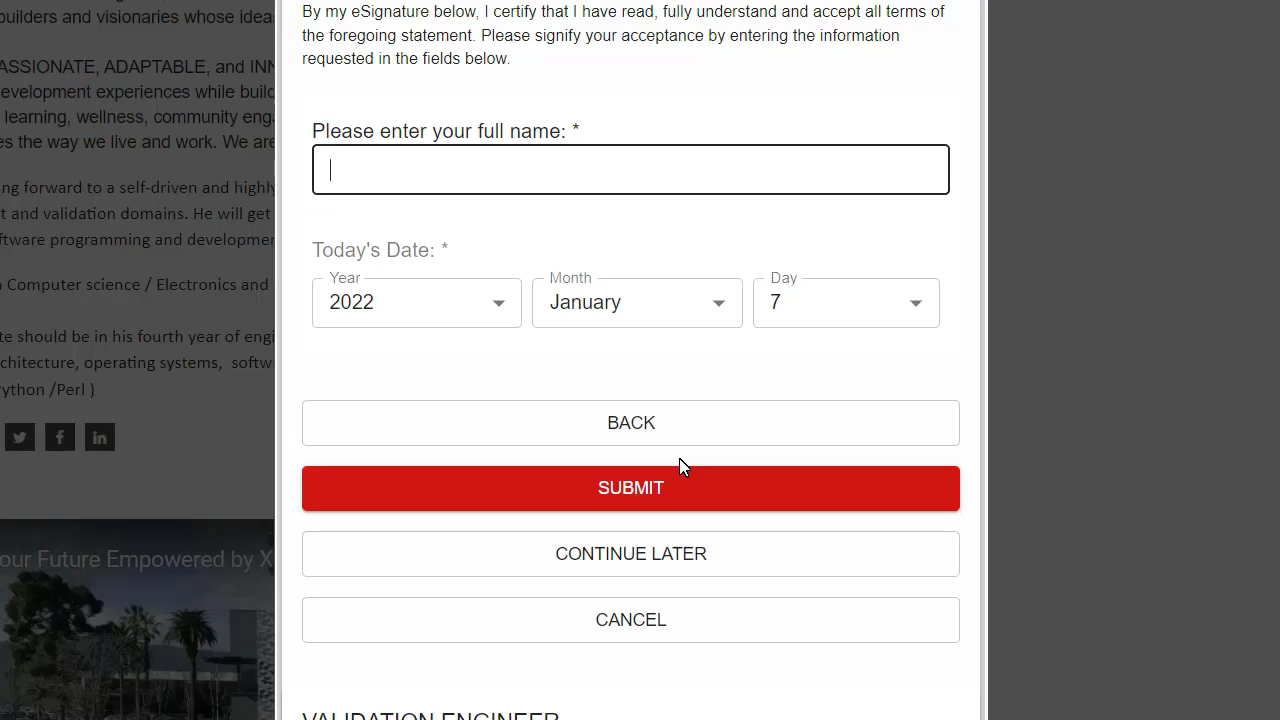 builders and visionaries whose idea
ASSIONATE, ADAPTABLE, and INN
evelopment experiences while build
learning, wellness, community eng
es the way we live and work. We are
ng forward to a self-driven and highly
t and validation domains. He will get
ftware programming and developmen
Computer science / Electronics and
te should be in his fourth year of engi
chitecture, operating systems, softw
ython /Perl )
our Future Empowered by X
By my eSignature below, I certify that I have read, fully understand and accept all terms of
the foregoing statement. Please signify your acceptance by entering the information
requested in the fields below.
Please enter your full name: *
Today's Date: *
Year
2022
Month
January
Day
7
BACK
SUBMIT
CONTINUE LATER
CANCEL
VALIDATION ENGINEER